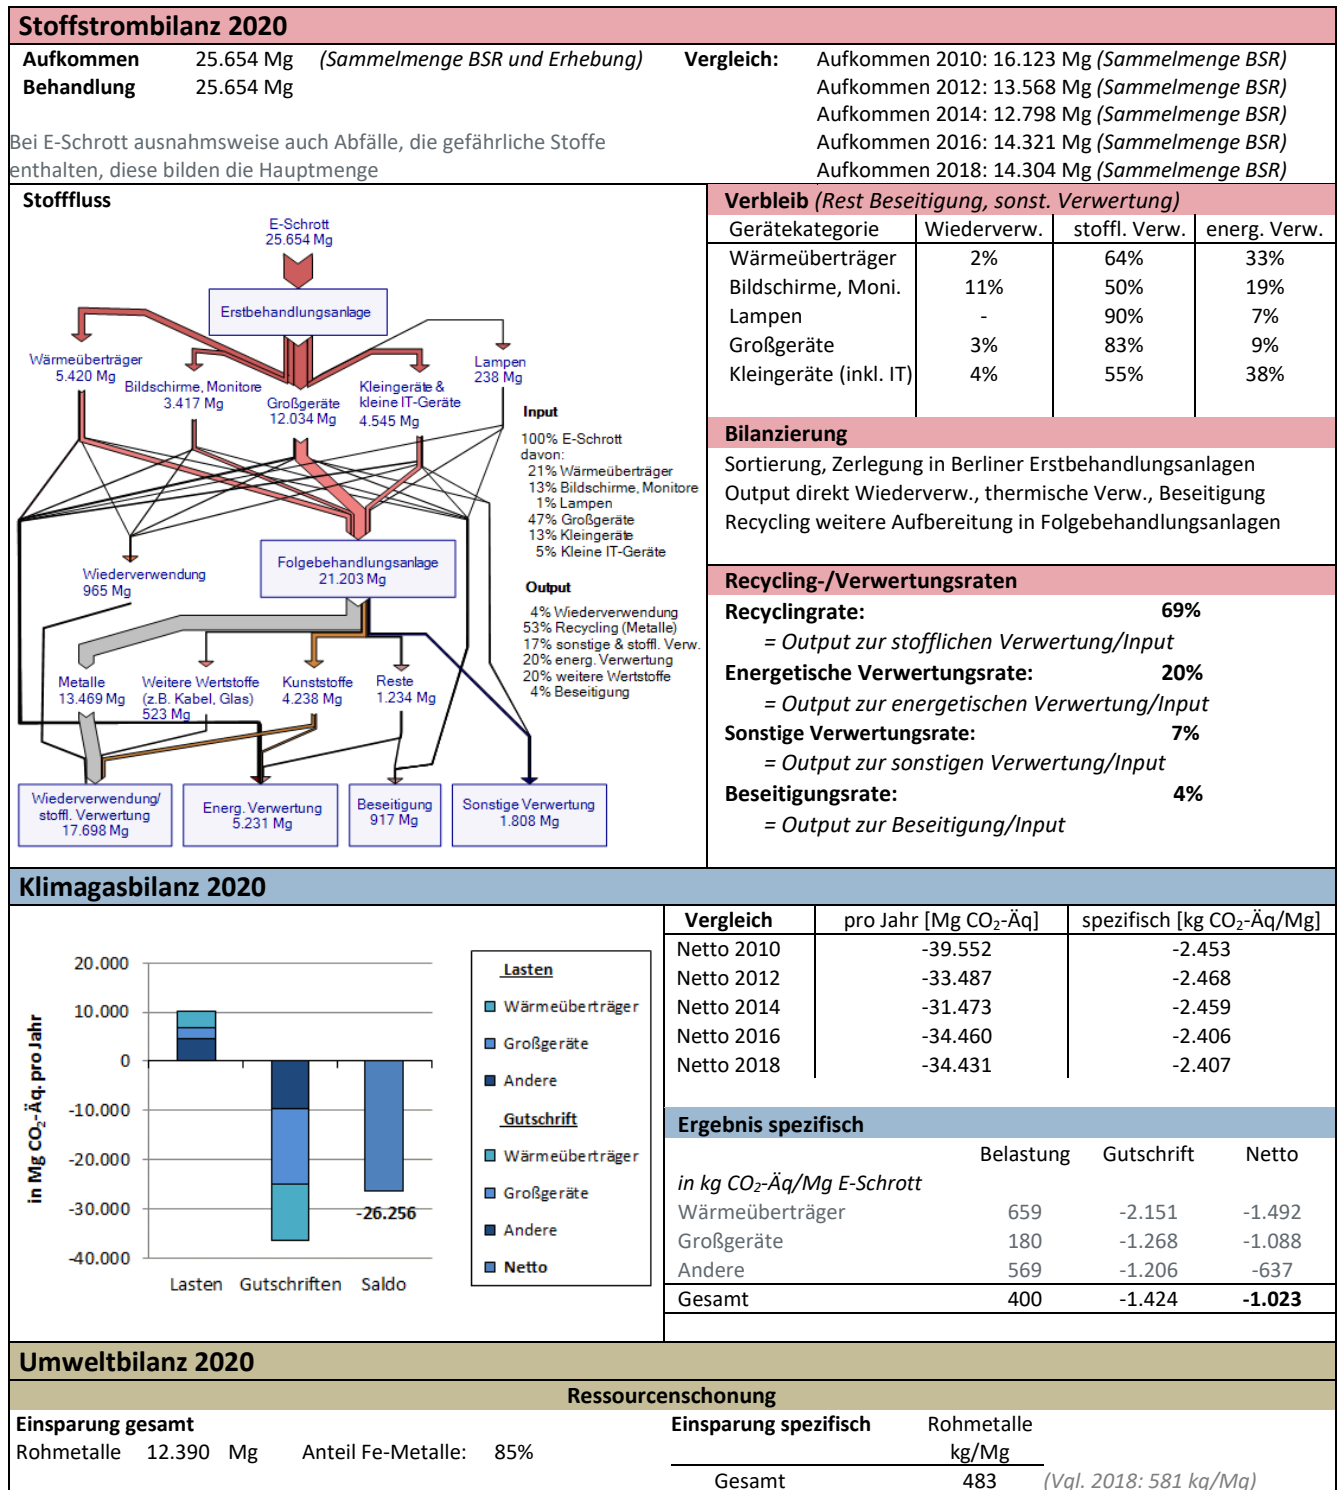 Stoffstrombilanz 2020
Aufkommen 25.654 Mg (Sammelmenge BSR und Erhebung)
Behandlung 25.654 Mg
Bei E-Schrott ausnahmsweise auch Abfälle, die gefährliche Stoffe
enthalten, diese bilden die Hauptmenge
Vergleich: Aufkommen 2010: 16.123 Mg (Sammelmenge BSR)
Aufkommen 2012: 13.568 Mg (Sammelmenge BSR)
Aufkommen 2014: 12.798 Mg (Sammelmenge BSR)
Aufkommen 2016: 14.321 Mg (Sammelmenge BSR)
Aufkommen 2018: 14.304 Mg (Sammelmenge BSR)
Stofffluss
E-Schrott
25.654 Mg
Erstbehandlungsanlage
Wärmeüberträger
5.420 Mg
Bildschirme, Monitore
3.417 Mg
Großgeräte
12.034 Mg
Kleingeräte &
kleine IT-Geräte
4.545 Mg
Lampen
238 Mg
Input
100% E-Schrott
davon:
21% Wärmeüberträger
13% Bildschirme, Monitore
1% Lampen
47% Großgeräte
13% Kleingeräte
5% Kleine IT-Geräte
Wiederverwendung
965 Mg
Folgebehandlungsanlage
21.203 Mg
Output
4% Wiederverwendung
53% Recycling (Metalle)
17% sonstige & stoffl. Verw.
20% energ. Verwertung
20% weitere Wertstoffe
4% Beseitigung
Metalle
13.469 Mg
Weitere Wertstoffe
(z.B. Kabel, Glas)
523 Mg
Kunststoffe
4.238 Mg
Reste
1.234 Mg
Wiederverwendung/
stoffl. Verwertung
17.698 Mg
Energ. Verwertung
5.231 Mg
Beseitigung
917 Mg
Sonstige Verwertung
1.808 Mg
Verbleib (Rest Beseitigung, sonst. Verwertung)
Gerätekategorie Wiederverw. stoffl. Verw. energ. Verw.
Wärmeüberträger 2% 64% 33%
Bildschirme, Moni. 11% 50% 19%
Lampen - 90% 7%
Großgeräte 3% 83% 9%
Kleingeräte (inkl. IT) 4% 55% 38%
Bilanzierung
Sortierung, Zerlegung in Berliner Erstbehandlungsanlagen
Output direkt Wiederverw., thermische Verw., Beseitigung
Recycling weitere Aufbereitung in Folgebehandlungsanlagen
Recycling-/Verwertungsraten
Recyclingrate: 69%
= Output zur stofflichen Verwertung/Input
Energetische Verwertungsrate: 20%
= Output zur energetischen Verwertung/Input
Sonstige Verwertungsrate: 7%
= Output zur sonstigen Verwertung/Input
Beseitigungsrate: 4%
= Output zur Beseitigung/Input
Klimagasbilanz 2020
in Mg CO2-Äq. pro Jahr
20.000
10.000
0
-10.000
-20.000
-30.000
-40.000
-26.256
Lasten Gutschriften Saldo
Lasten
Wärmeüberträger
Großgeräte
Andere
Gutschrift
Wärmeüberträger
Großgeräte
Andere
Netto
Vergleich pro Jahr [Mg CO2-Äq] spezifisch [kg CO2-Äq/Mg]
Netto 2010 -39.552 -2.453
Netto 2012 -33.487 -2.468
Netto 2014 -31.473 -2.459
Netto 2016 -34.460 -2.406
Netto 2018 -34.431 -2.407
Ergebnis spezifisch
Belastung Gutschrift Netto
in kg CO2-Äq/Mg E-Schrott
Wärmeüberträger 659 -2.151 -1.492
Großgeräte 180 -1.268 -1.088
Andere 569 -1.206 -637
Gesamt 400 -1.424 -1.023
Umweltbilanz 2020
Ressourcenschonung
Einsparung gesamt
Rohmetalle 12.390 Mg Anteil Fe-Metalle: 85%
Einsparung spezifisch Rohmetalle
kg/Mg
Gesamt 483 (Vgl. 2018: 581 kg/Mg)